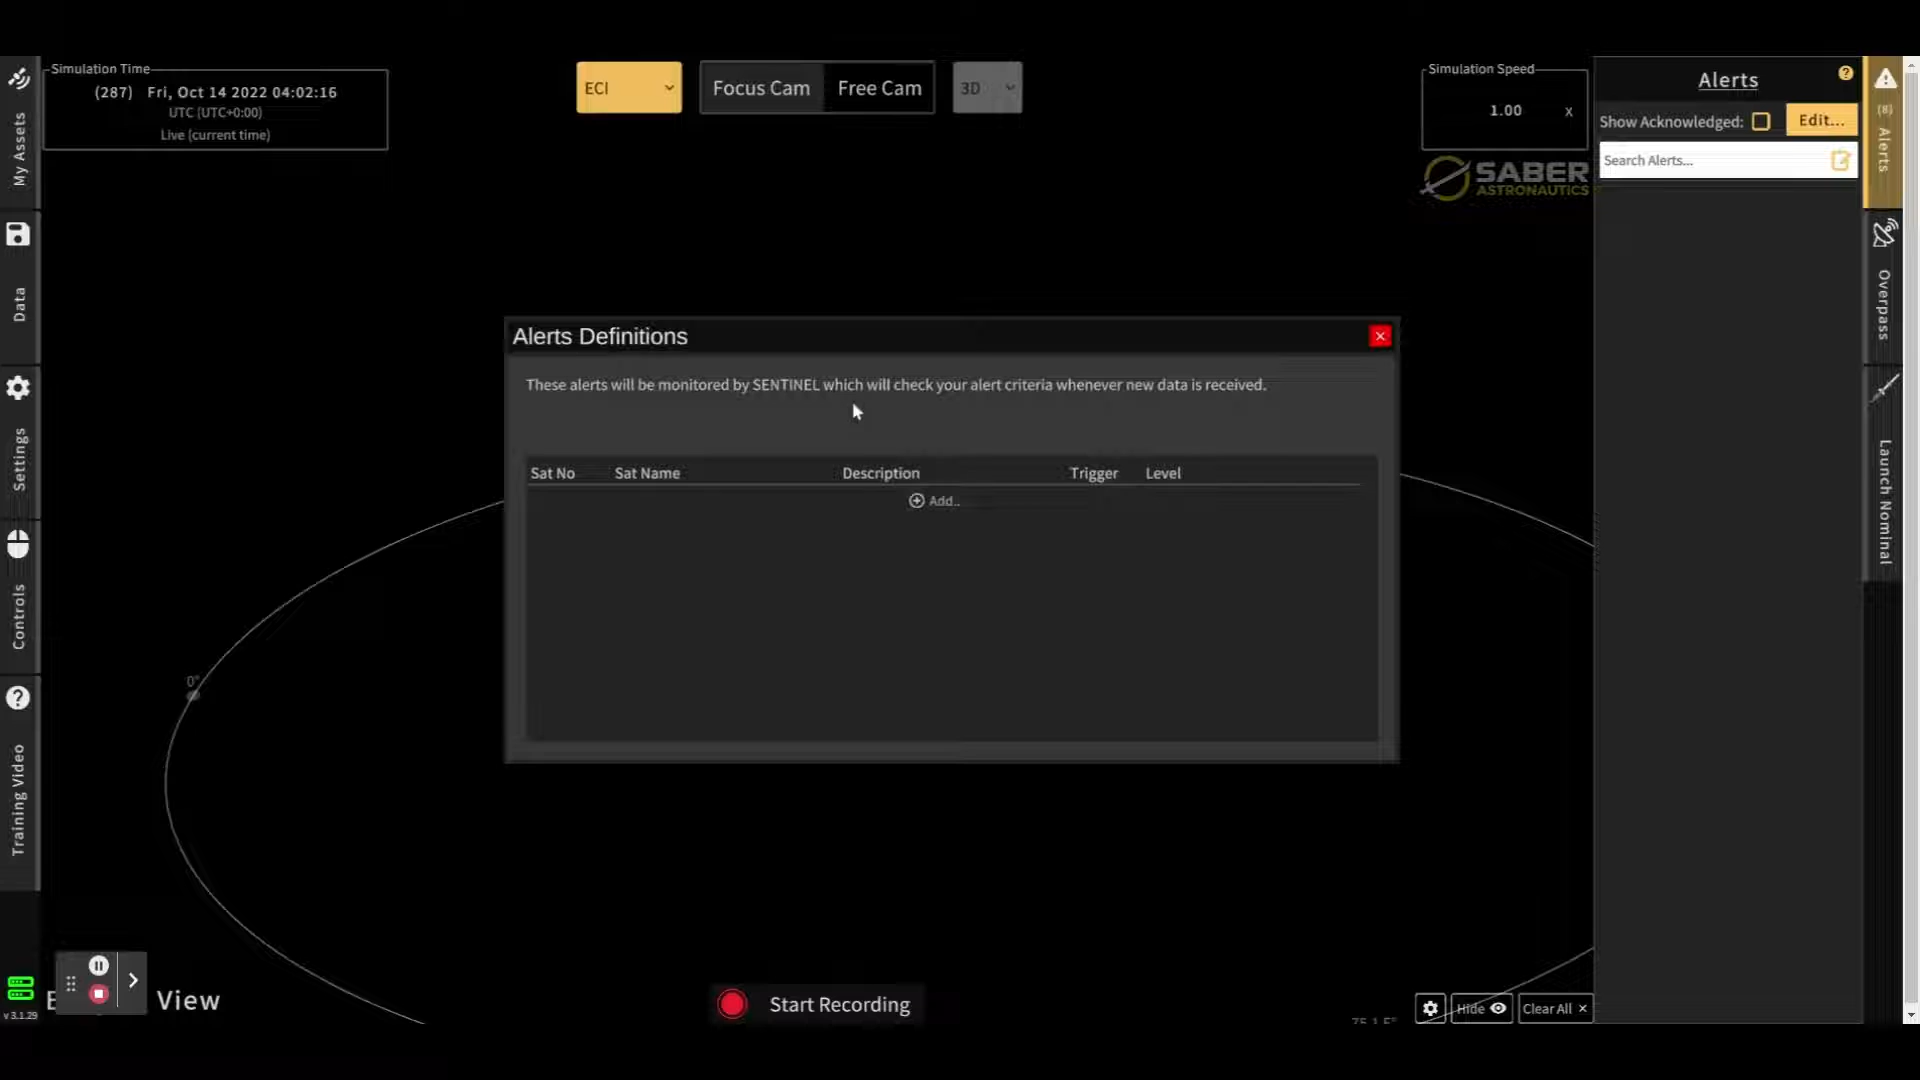 Simulation Time
(287) Fri, Oct 14 2022 04:02:16
UTC (UTC+0:00)
Live (current time)
ECI
Focus Cam
Free Cam
3D
Simulation Speed
1.00 x
SABER
ASTRONAUTICS
Alerts
?
Show Acknowledged:
Edit...
Search Alerts...
My Assets
Data
Settings
Controls
?
Training Video
v 3.1.29
(8) Alerts
Overpass
Launch Nominal
Alerts Definitions
These alerts will be monitored by SENTINEL which will check your alert criteria whenever new data is received.
Sat No Sat Name Description Trigger Level
Add..
0°
View
Start Recording
Hide
Clear All ×